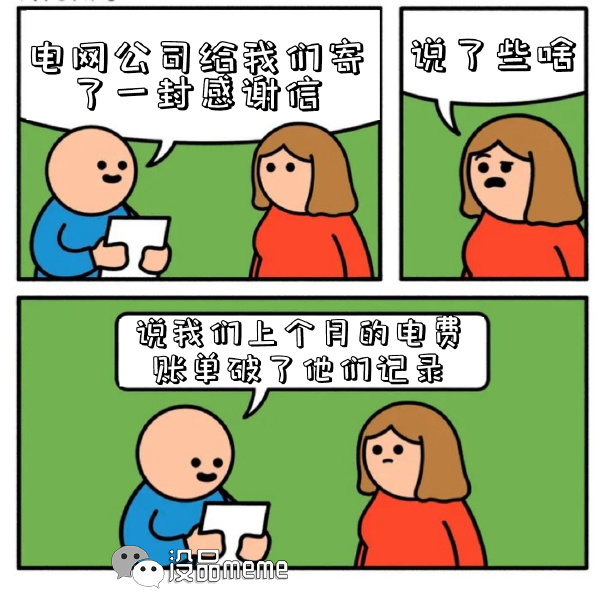 电网公司给我们寄
了一封感谢信
说了些啥
说我们上个月的电费
账单破了他们记录
没品meme